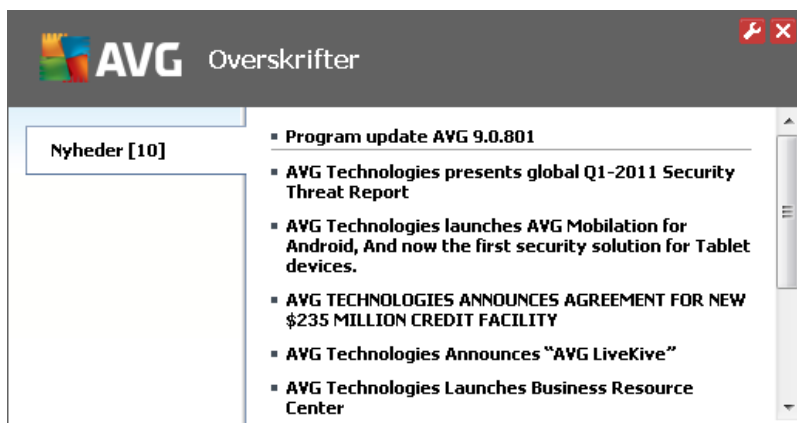 AVG Overskrifter
Nyheder [10]
Program update AVG 9.0.801
AVG Technologies presents global Q1-2011 Security
Threat Report
AVG Technologies launches AVG Mobilation for
Android, And now the first security solution for Tablet
devices.
AVG TECHNOLOGIES ANNOUNCES AGREEMENT FOR NEW
$235 MILLION CREDIT FACILITY
AVG Technologies Announces “AVG LiveKive”
AVG Technologies Launches Business Resource
Center